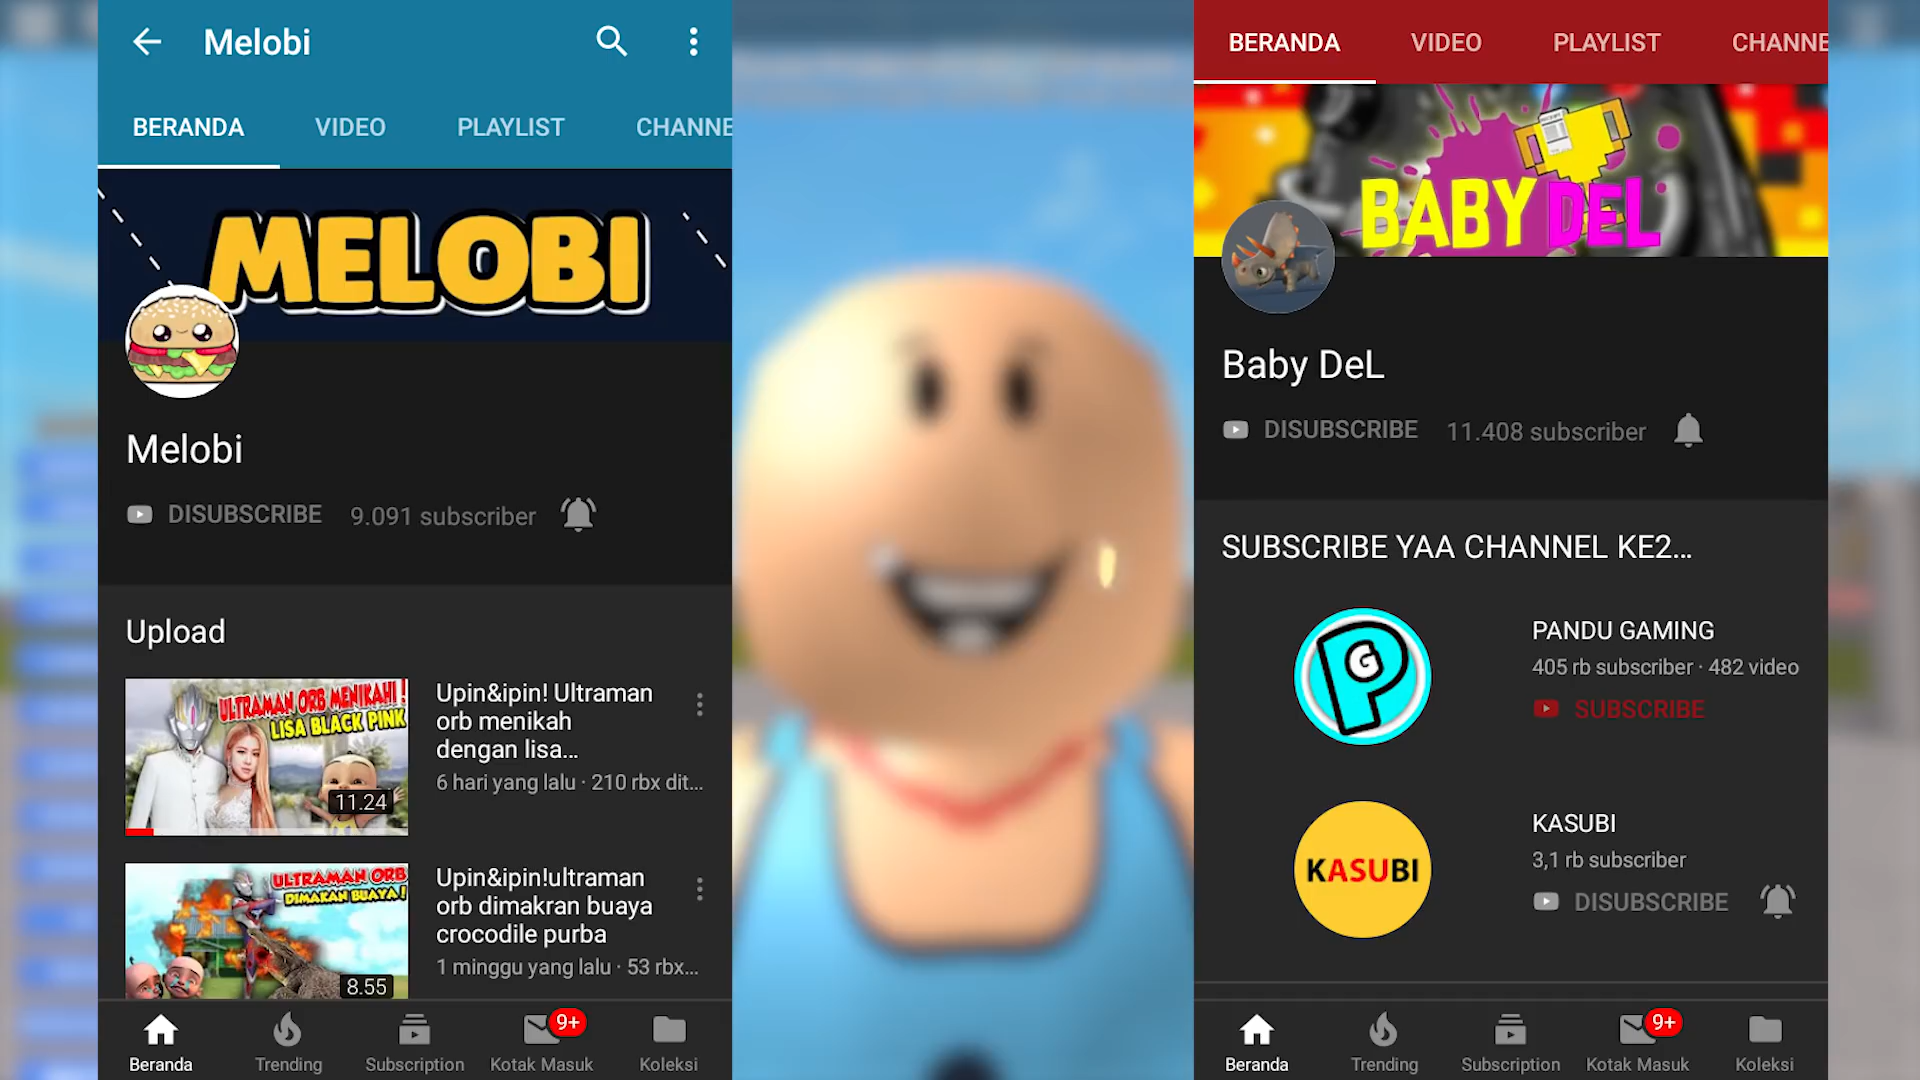 Melobi
BERANDA VIDEO PLAYLIST CHANNE
MELOBI
Melobi
DISUBSCRIBE 9.091 subscriber
Upload
ULTRAMAN ORB MENIKAHI !
LISA BLACK PINK
11.24
Upin&ipin! Ultraman
orb menikah
dengan lisa...
6 hari yang lalu · 210 rbx dit...
ULTRAMAN ORB
DIMAKAN BUAYA !
8.55
Upin&ipin!ultraman
orb dimakran buaya
crocodile purba
1 minggu yang lalu · 53 rbx...
9+
Beranda Trending Subscription Kotak Masuk Koleksi
BERANDA VIDEO PLAYLIST CHANNE
BABY DEL
Baby DeL
DISUBSCRIBE 11.408 subscriber
SUBSCRIBE YAA CHANNEL KE2...
PG
PANDU GAMING
405 rb subscriber · 482 video
SUBSCRIBE
KASUBI
KASUBI
3,1 rb subscriber
DISUBSCRIBE
9+
Beranda Trending Subscription Kotak Masuk Koleksi